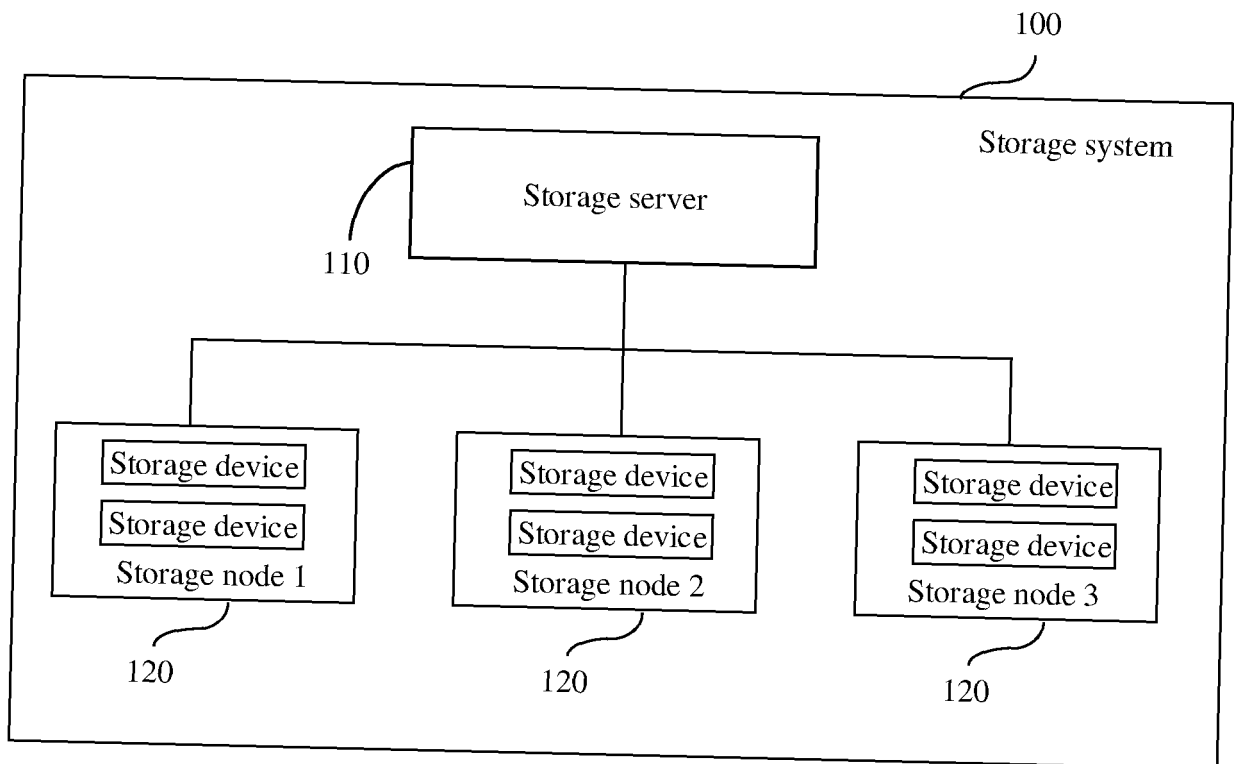 100
Storage system
Storage server
110
Storage device
Storage device
Storage node 1
120
Storage device
Storage device
Storage node 2
120
Storage device
Storage device
Storage node 3
120